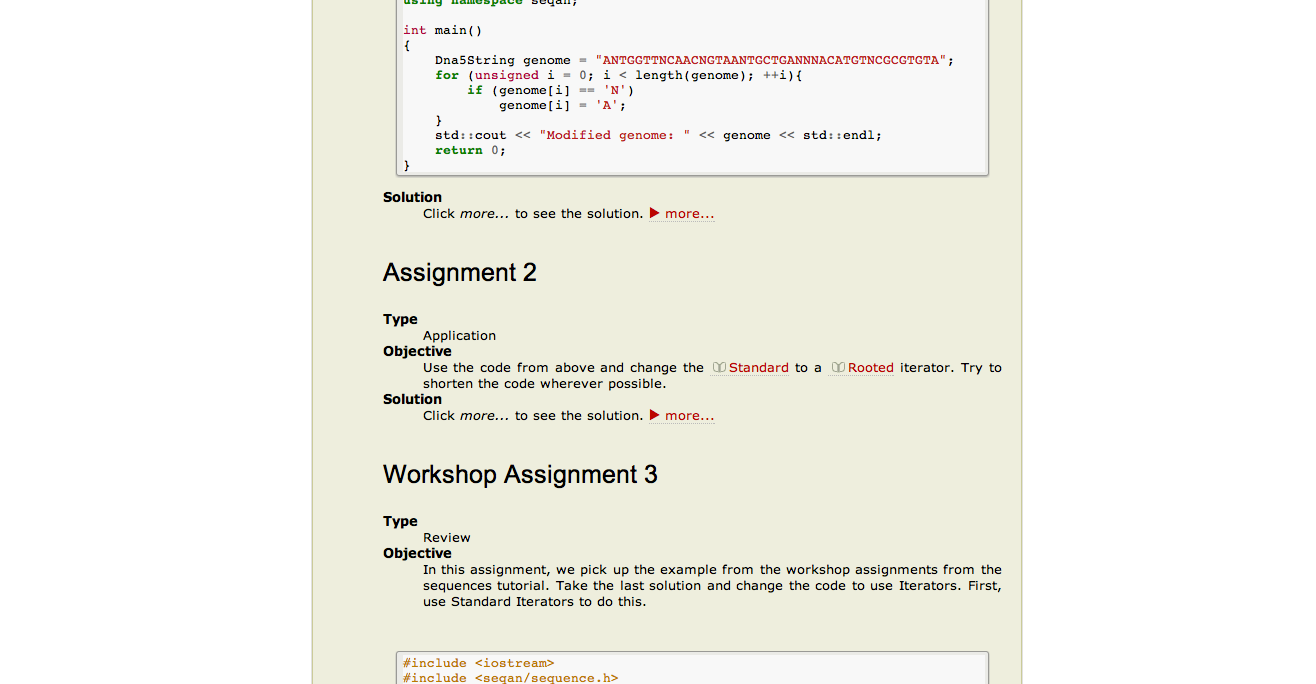 using namespace seqan;
int main()
{
    Dna5String genome = "ANTGGTTNCAACNGTAANTGCTGANNNACATGTNCGCGTGTA";
    for (unsigned i = 0; i < length(genome); ++i){
        if (genome[i] == 'N')
            genome[i] = 'A';
    }
    std::cout << "Modified genome: " << genome << std::endl;
    return 0;
}
Solution
Click more... to see the solution. ▶ more...
Assignment 2
Type
Application
Objective
Use the code from above and change the Standard to a Rooted iterator. Try to
shorten the code wherever possible.
Solution
Click more... to see the solution. ▶ more...
Workshop Assignment 3
Type
Review
Objective
In this assignment, we pick up the example from the workshop assignments from the
sequences tutorial. Take the last solution and change the code to use Iterators. First,
use Standard Iterators to do this.
#include <iostream>
#include <seqan/sequence.h>